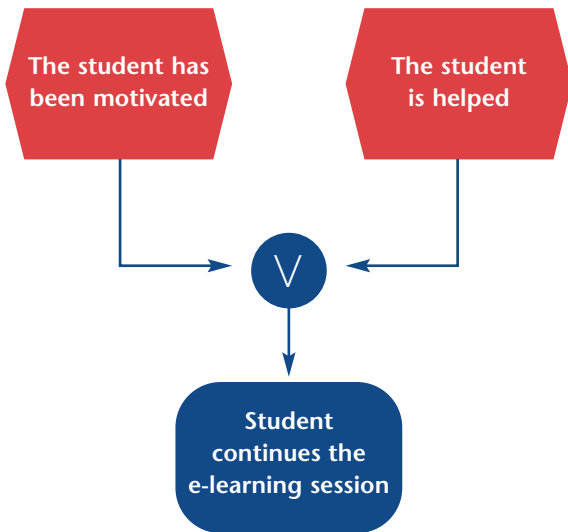 The student has
been motivated
The student
is helped
V
Student
continues the
e-learning session